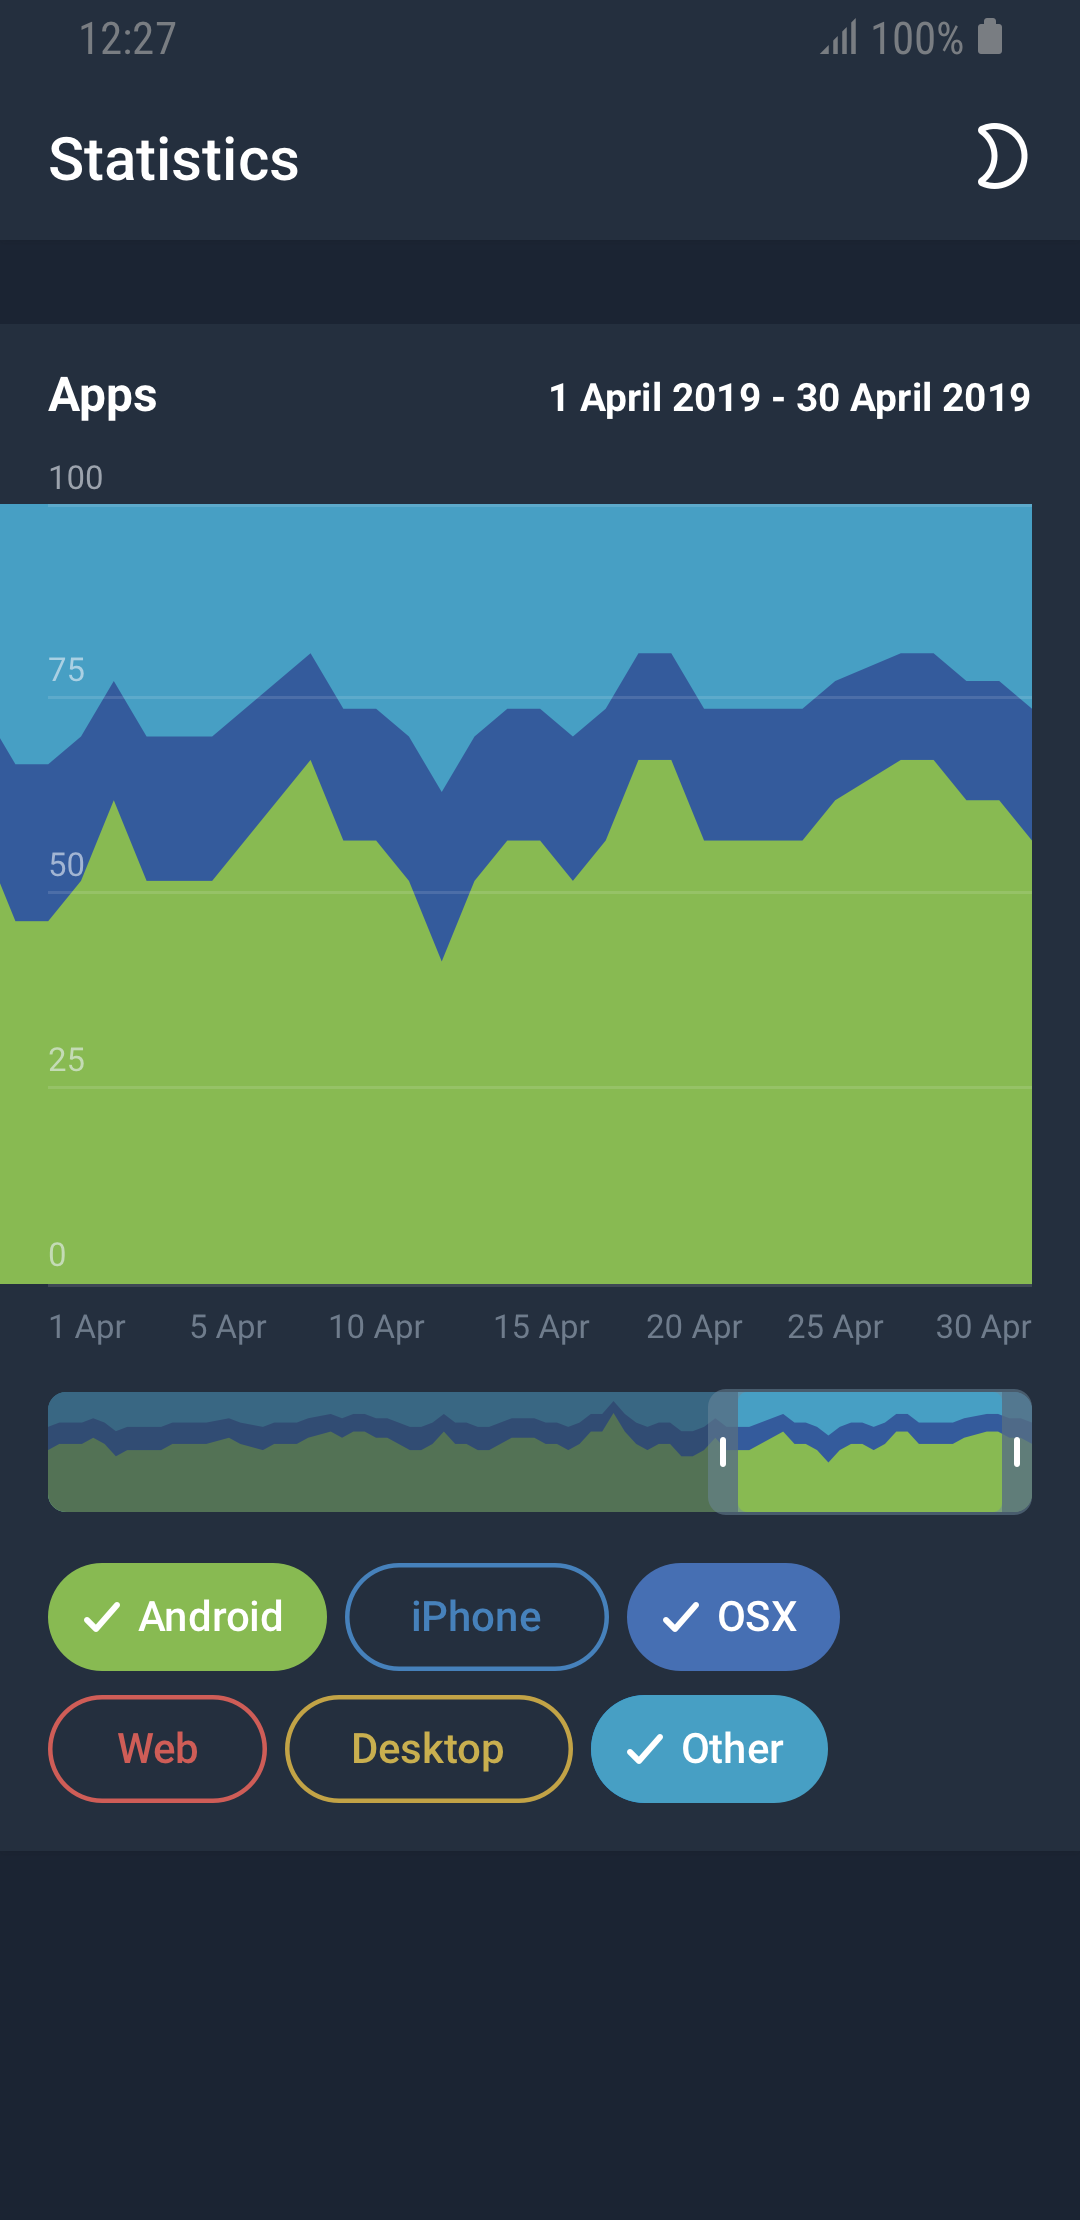 12:27 100%
Statistics
Apps 1 April 2019 - 30 April 2019
100
75
50
25
0
1 Apr 5 Apr 10 Apr 15 Apr 20 Apr 25 Apr 30 Apr
Android iPhone OSX
Web Desktop Other